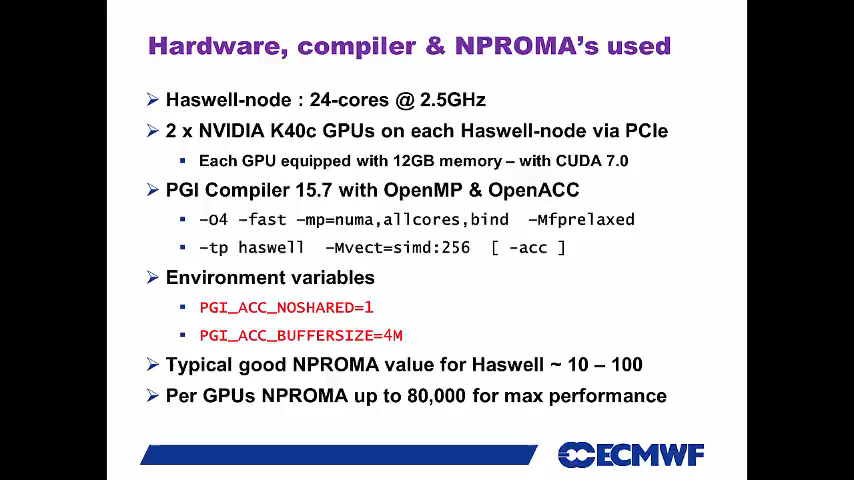 Hardware, compiler & NPROMA's used
➢ Haswell-node : 24-cores @ 2.5GHz
➢ 2 x NVIDIA K40c GPUs on each Haswell-node via PCIe
▪ Each GPU equipped with 12GB memory – with CUDA 7.0
➢ PGI Compiler 15.7 with OpenMP & OpenACC
▪ –O4 –fast –mp=numa,allcores,bind –Mfprelaxed
▪ –tp haswell –Mvect=simd:256 [ -acc ]
➢ Environment variables
▪ PGI_ACC_NOSHARED=1
▪ PGI_ACC_BUFFERSIZE=4M
➢ Typical good NPROMA value for Haswell ~ 10 – 100
➢ Per GPUs NPROMA up to 80,000 for max performance
ECMWF